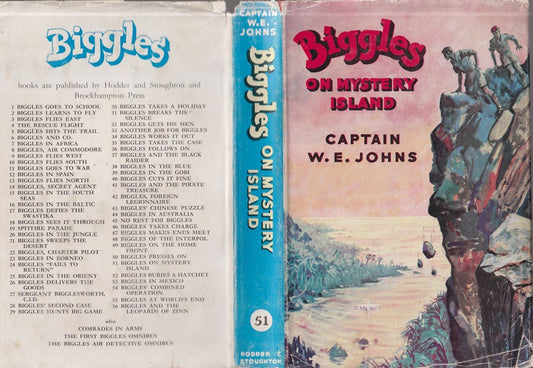 Biggles
books are published by Hodder and Stoughton and
Brockhampton Press
1 BIGGLES GOES TO SCHOOL
2 BIGGLES LEARNS TO FLY
3 BIGGLES FLIES EAST
4 THE RESCUE FLIGHT
5 BIGGLES HITS THE TRAIL
6 BIGGLES AND CO.
7 BIGGLES IN AFRICA
8 BIGGLES, AIR COMMODORE
9 BIGGLES FLIES WEST
10 BIGGLES FLIES SOUTH
11 BIGGLES GOES TO WAR
12 BIGGLES IN SPAIN
13 BIGGLES FLIES NORTH
14 BIGGLES, SECRET AGENT
15 BIGGLES IN THE SOUTH
SEAS
16 BIGGLES IN THE BALTIC
17 BIGGLES DEFIES THE
SWASTIKA
18 BIGGLES SEES IT THROUGH
19 SPITFIRE PARADE
20 BIGGLES IN THE JUNGLE
21 BIGGLES SWEEPS THE
DESERT
22 BIGGLES, CHARTER PILOT
23 BIGGLES IN BORNEO
24 BIGGLES "FAILS TO
RETURN"
25 BIGGLES IN THE ORIENT
26 BIGGLES DELIVERS THE
GOODS
27 SERGEANT BIGGLESWORTH,
C.I.D.
28 BIGGLES' SECOND CASE
29 BIGGLES HUNTS BIG GAME
30 BIGGLES TAKES A HOLIDAY
31 BIGGLES BREAKS THE
SILENCE
32 BIGGLES GETS HIS MEN
33 ANOTHER JOB FOR BIGGLES
34 BIGGLES WORKS IT OUT
35 BIGGLES TAKES THE CASE
36 BIGGLES FOLLOWS ON
37 BIGGLES AND THE BLACK
RAIDER
38 BIGGLES IN THE BLUE
39 BIGGLES IN THE GOBI
40 BIGGLES CUTS IT FINE
41 BIGGLES AND THE PIRATE
TREASURE
42 BIGGLES, FOREIGN
LEGIONNAIRE
43 BIGGLES' CHINESE PUZZLE
44 BIGGLES IN AUSTRALIA
45 NO REST FOR BIGGLES
46 BIGGLES TAKES CHARGE
47 BIGGLES MAKES ENDS MEET
48 BIGGLES OF THE INTERPOL
49 BIGGLES ON THE HOME
FRONT
50 BIGGLES PRESSES ON
51 BIGGLES ON MYSTERY
ISLAND
52 BIGGLES BURIES A HATCHET
53 BIGGLES IN MEXICO
54 BIGGLES' COMBINED
OPERATION
55 BIGGLES AT WORLD'S END
56 BIGGLES AND THE
LEOPARDS OF ZINN
also
COMRADES IN ARMS
THE FIRST BIGGLES OMNIBUS
THE BIGGLES AIR DETECTIVE OMNIBUS
CAPTAIN
W. E.
JOHNS
Biggles
ON MYSTERY
ISLAND
51
HODDER &
STOUGHTON
Biggles
ON MYSTERY
ISLAND
CAPTAIN
W. E. JOHNS